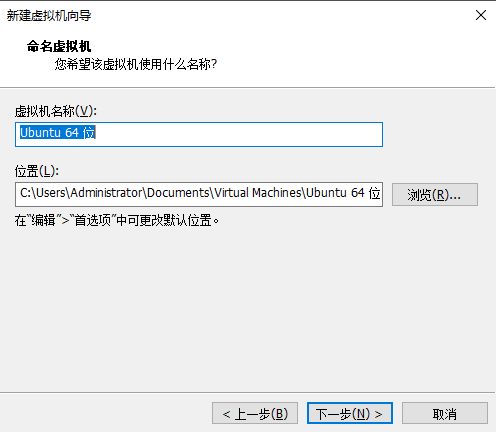 新建虚拟机向导
命名虚拟机
您希望该虚拟机使用什么名称?
虚拟机名称(V):
Ubuntu 64 位
位置(L):
C:\Users\Administrator\Documents\Virtual Machines\Ubuntu 64 位
浏览(R)...
在“编辑”>“首选项”中可更改默认位置。
< 上一步(B)
下一步(N) >
取消